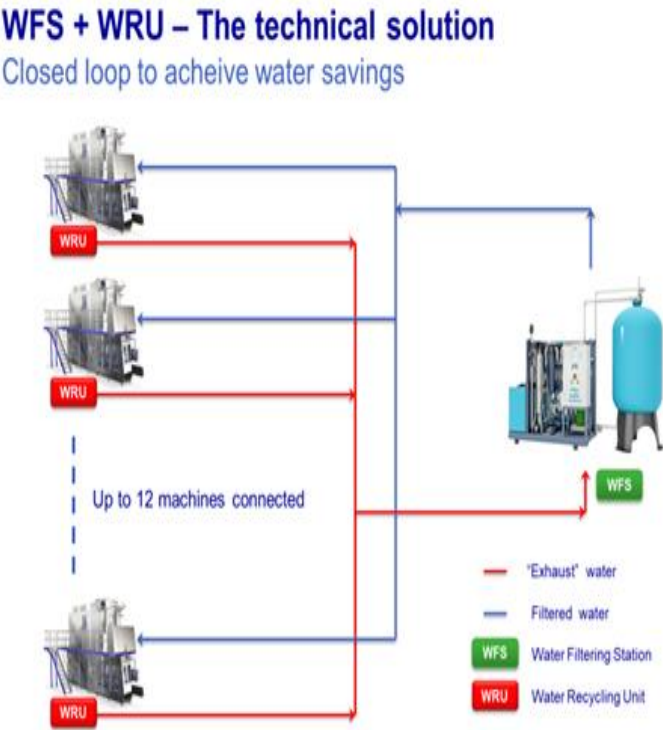 WFS + WRU – The technical solution
Closed loop to acheive water savings
WRU
WRU
Up to 12 machines connected
WFS
WRU
"Exhaust" water
Filtered water
WFS Water Filtering Station
WRU Water Recycling Unit